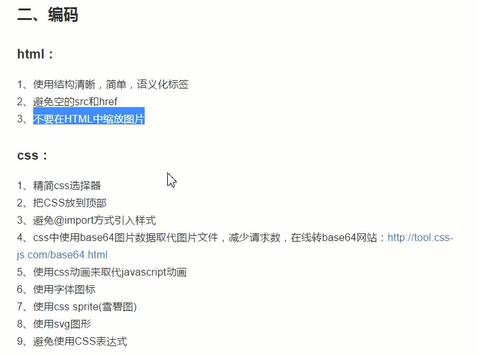 二、编码
html：
1、使用结构清晰，简单，语义化标签
2、避免空的src和href
3、不要在HTML中缩放图片
css：
1、精简css选择器
2、把CSS放到顶部
3、避免@import方式引入样式
4、css中使用base64图片数据取代图片文件，减少请求数，在线转base64网站：http://tool.css-
js.com/base64.html
5、使用css动画来取代javascript动画
6、使用字体图标
7、使用css sprite(雪碧图)
8、使用svg图形
9、避免使用CSS表达式